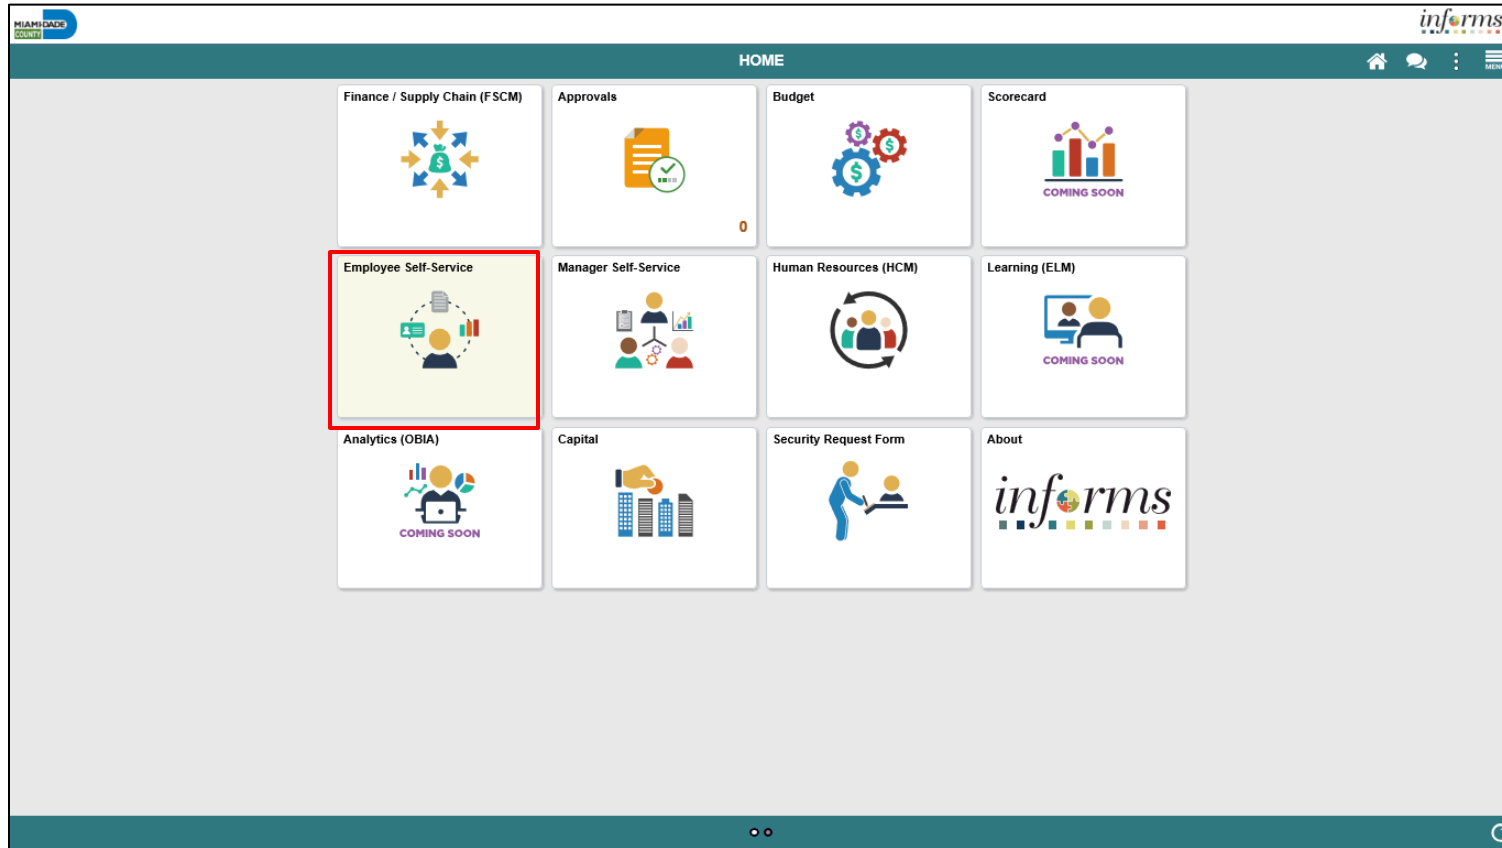 MIAMI-DADE
COUNTY
informs
HOME
MENU
Finance / Supply Chain (FSCM)
Approvals
Budget
Scorecard
$
$
$
$
COMING SOON
0
Employee Self-Service
Manager Self-Service
Human Resources (HCM)
Learning (ELM)
COMING SOON
Analytics (OBIA)
Capital
Security Request Form
About
informs
COMING SOON